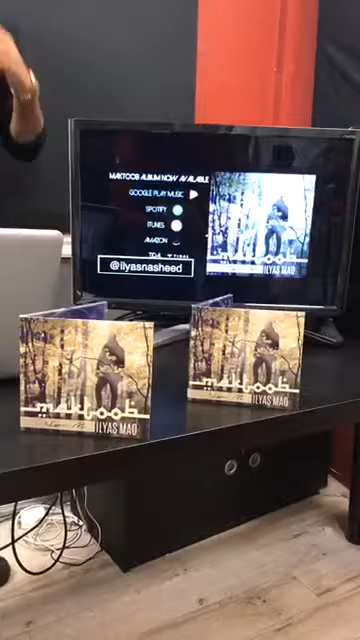 MAKTOOB ALBUM NOW AVAILABLE
GOOGLE PLAY MUSIC
SPOTIFY
ITUNES
AMAZON
TIDAL
@ilyasnasheed
maktoob
ILYAS MAO
maktoob
ILYAS MAO
maktoob
ILYAS MAO